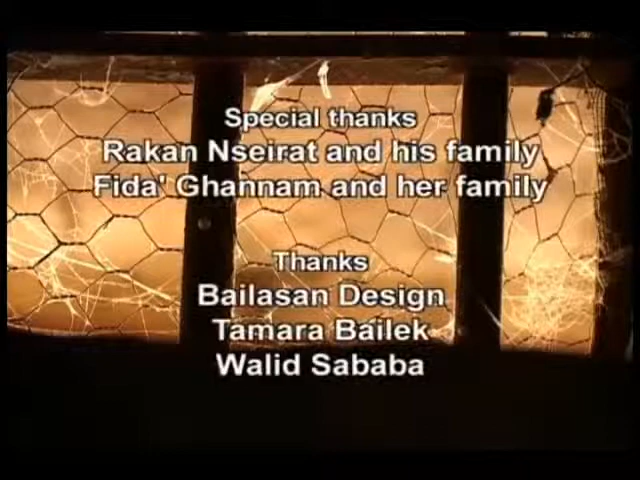 Special thanks
Rakan Nseirat and his family
Fida' Ghannam and her family
Thanks
Bailasan Design
Tamara Bailek
Walid Sababa